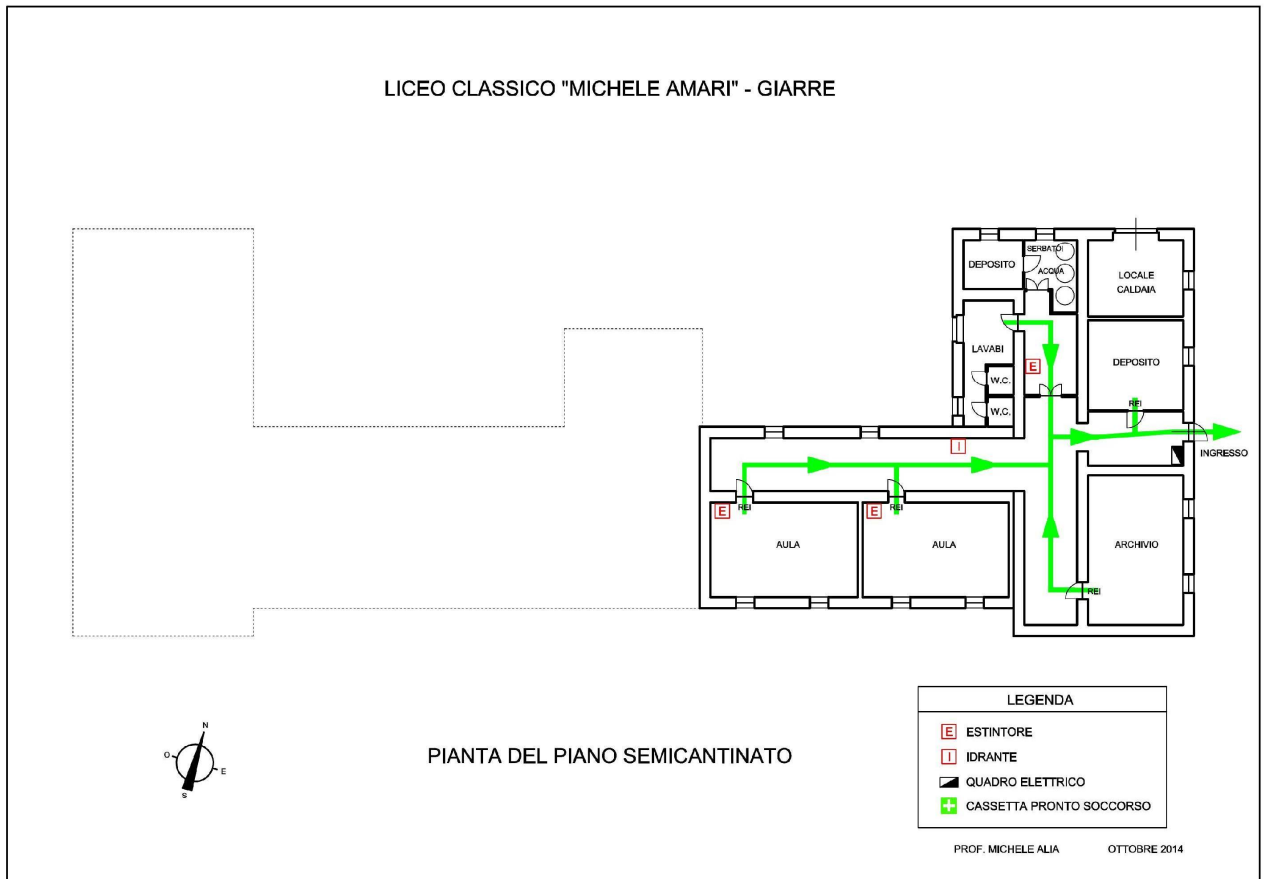 LICEO CLASSICO "MICHELE AMARI" - GIARRE
SERBATOI
DEPOSITO
ACQUA
LOCALE
CALDAIA
LAVABI
E
W.C.
DEPOSITO
W.C.
REI
I
INGRESSO
E
REI
E
REI
AULA
AULA
ARCHIVIO
REI
N
O
E
S
PIANTA DEL PIANO SEMICANTINATO
LEGENDA
E ESTINTORE
I IDRANTE
QUADRO ELETTRICO
CASSETTA PRONTO SOCCORSO
PROF. MICHELE ALIA OTTOBRE 2014